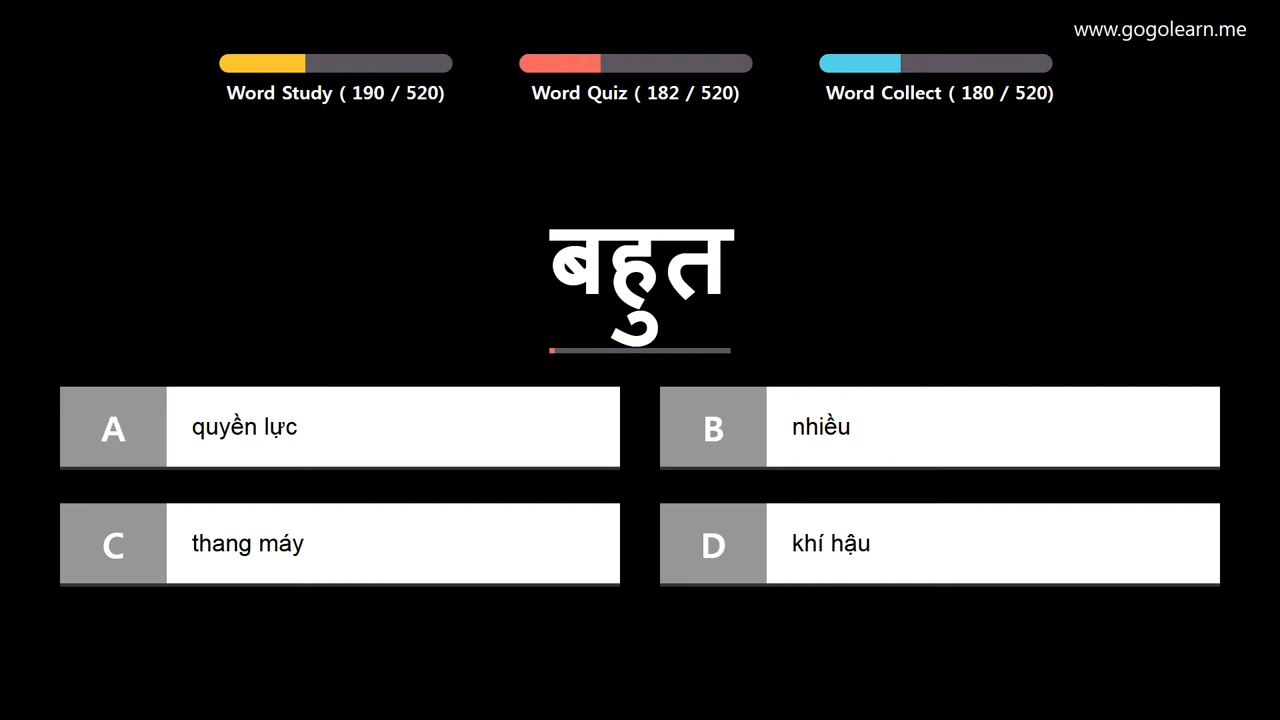 www.gogolearn.me
Word Study ( 190 / 520)
Word Quiz ( 182 / 520)
Word Collect ( 180 / 520)
बहुत
A
quyền lực
B
nhiều
C
thang máy
D
khí hậu